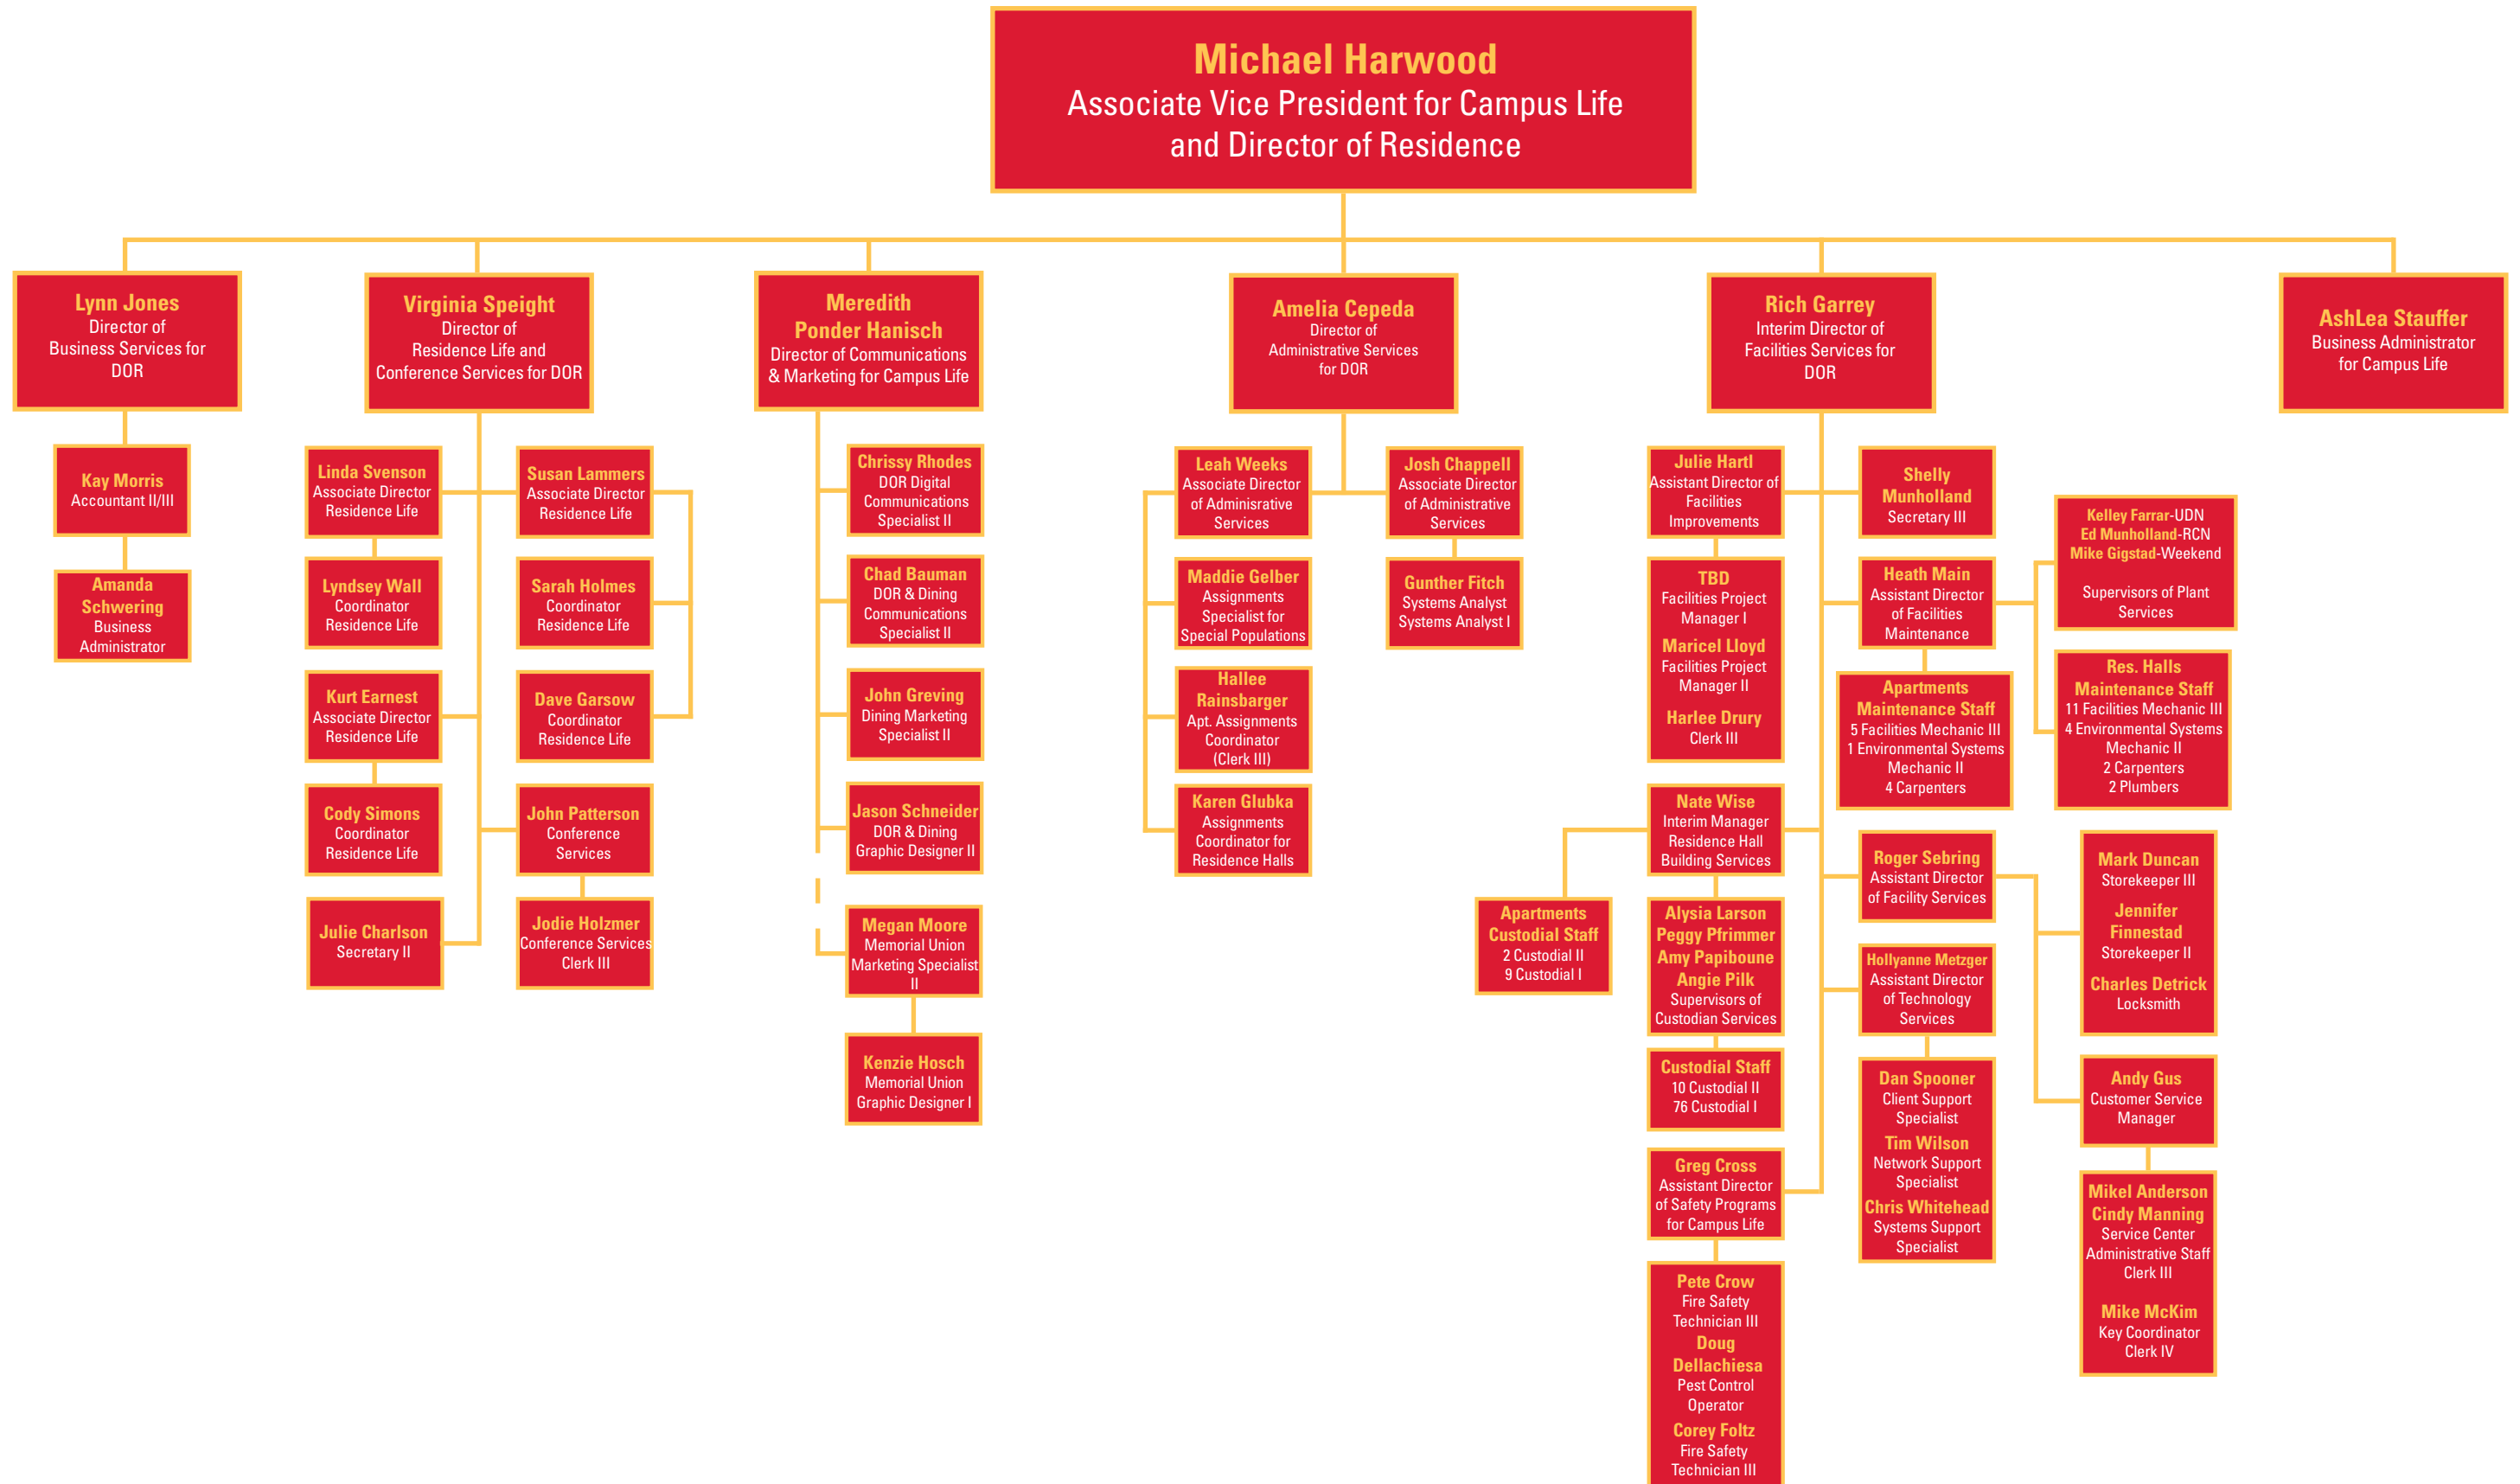 Michael Harwood
Associate Vice President for Campus Life
and Director of Residence
Lynn Jones
Director of
Business Services for
DOR
Kay Morris
Accountant II/III
Amanda
Schwering
Business
Administrator
Virginia Speight
Director of
Residence Life and
Conference Services for DOR
Linda Svenson
Associate Director
Residence Life
Lyndsey Wall
Coordinator
Residence Life
Kurt Earnest
Associate Director
Residence Life
Cody Simons
Coordinator
Residence Life
Julie Charlson
Secretary II
Susan Lammers
Associate Director
Residence Life
Sarah Holmes
Coordinator
Residence Life
Dave Garsow
Coordinator
Residence Life
John Patterson
Conference
Services
Jodie Holzmer
Conference Services
Clerk III
Meredith
Ponder Hanisch
Director of Communications
& Marketing for Campus Life
Chrissy Rhodes
DOR Digital
Communications
Specialist II
Chad Bauman
DOR & Dining
Communications
Specialist II
John Greving
Dining Marketing
Specialist II
Jason Schneider
DOR & Dining
Graphic Designer II
Megan Moore
Memorial Union
Marketing Specialist
II
Kenzie Hosch
Memorial Union
Graphic Designer I
Amelia Cepeda
Director of
Administrative Services
for DOR
Leah Weeks
Associate Director
of Adminisrative
Services
Maddie Gelber
Assignments
Specialist for
Special Populations
Hallee
Rainsbarger
Apt. Assignments
Coordinator
(Clerk III)
Karen Glubka
Assignments
Coordinator for
Residence Halls
Josh Chappell
Associate Director
of Administrative
Services
Gunther Fitch
Systems Analyst
Systems Analyst I
Rich Garrey
Interim Director of
Facilities Services for
DOR
Julie Hartl
Assistant Director of
Facilities
Improvements
TBD
Facilities Project
Manager I
Maricel Lloyd
Facilities Project
Manager II
Harlee Drury
Clerk III
Nate Wise
Interim Manager
Residence Hall
Building Services
Apartments
Custodial Staff
2 Custodial II
9 Custodial I
Alysia Larson
Peggy Pfrimmer
Amy Papiboune
Angie Pilk
Supervisors of
Custodian Services
Custodial Staff
10 Custodial II
76 Custodial I
Greg Cross
Assistant Director
of Safety Programs
for Campus Life
Pete Crow
Fire Safety
Technician III
Doug
Dellachiesa
Pest Control
Operator
Corey Foltz
Fire Safety
Technician III
Shelly
Munholland
Secretary III
Heath Main
Assistant Director
of Facilities
Maintenance
Apartments
Maintenance Staff
5 Facilities Mechanic III
1 Environmental Systems
Mechanic II
4 Carpenters
Kelley Farrar-UDN
Ed Munholland-RCN
Mike Gigstad-Weekend
Supervisors of Plant
Services
Res. Halls
Maintenance Staff
11 Facilities Mechanic III
4 Environmental Systems
Mechanic II
2 Carpenters
2 Plumbers
Roger Sebring
Assistant Director
of Facility Services
Mark Duncan
Storekeeper III
Jennifer
Finnestad
Storekeeper II
Charles Detrick
Locksmith
Andy Gus
Customer Service
Manager
Mikel Anderson
Cindy Manning
Service Center
Administrative Staff
Clerk III
Mike McKim
Key Coordinator
Clerk IV
Hollyanne Metzger
Assistant Director
of Technology
Services
Dan Spooner
Client Support
Specialist
Tim Wilson
Network Support
Specialist
Chris Whitehead
Systems Support
Specialist
AshLea Stauffer
Business Administrator
for Campus Life